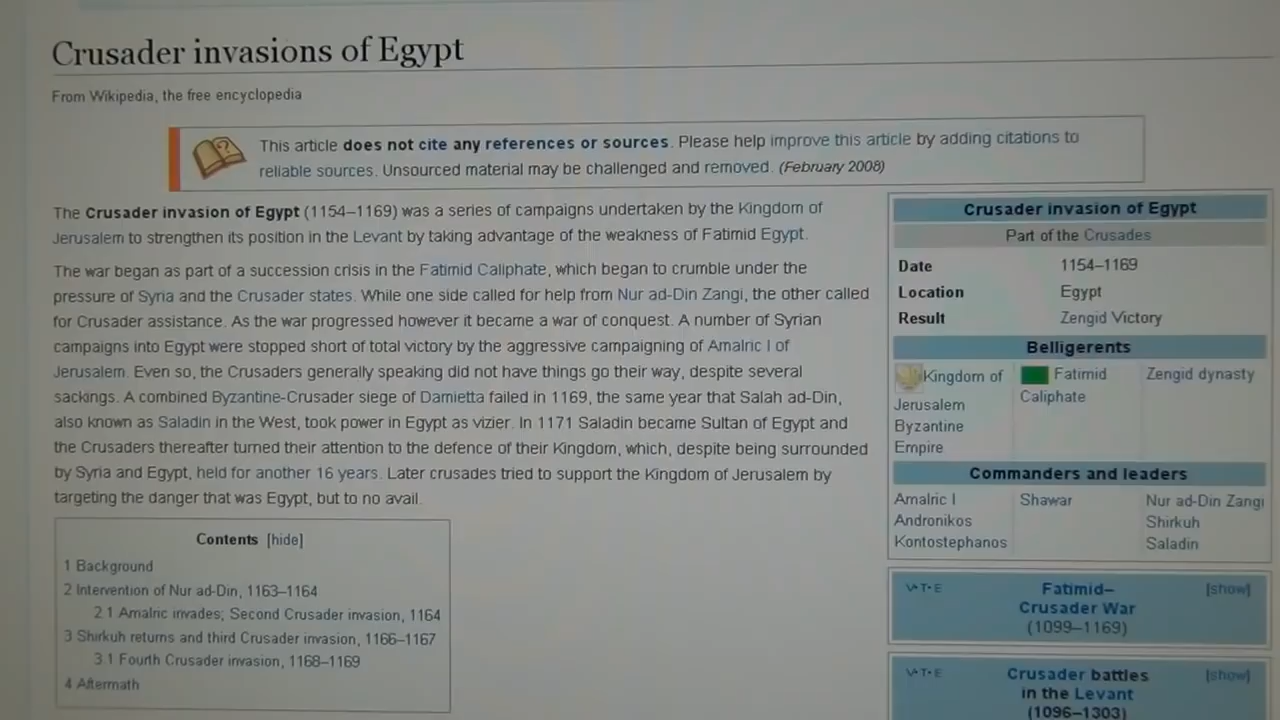 Crusader invasions of Egypt
From Wikipedia, the free encyclopedia
This article does not cite any references or sources. Please help improve this article by adding citations to
reliable sources. Unsourced material may be challenged and removed. (February 2008)
The Crusader invasion of Egypt (1154–1169) was a series of campaigns undertaken by the Kingdom of
Jerusalem to strengthen its position in the Levant by taking advantage of the weakness of Fatimid Egypt.
The war began as part of a succession crisis in the Fatimid Caliphate, which began to crumble under the
pressure of Syria and the Crusader states. While one side called for help from Nur ad-Din Zangi, the other called
for Crusader assistance. As the war progressed however it became a war of conquest. A number of Syrian
campaigns into Egypt were stopped short of total victory by the aggressive campaigning of Amalric I of
Jerusalem. Even so, the Crusaders generally speaking did not have things go their way, despite several
sackings. A combined Byzantine-Crusader siege of Damietta failed in 1169, the same year that Salah ad-Din,
also known as Saladin in the West, took power in Egypt as vizier. In 1171 Saladin became Sultan of Egypt and
the Crusaders thereafter turned their attention to the defence of their Kingdom, which, despite being surrounded
by Syria and Egypt, held for another 16 years. Later crusades tried to support the Kingdom of Jerusalem by
targeting the danger that was Egypt, but to no avail.
Contents [hide]
1 Background
2 Intervention of Nur ad-Din, 1163–1164
2.1 Amalric invades; Second Crusader invasion, 1164
3 Shirkuh returns and third Crusader invasion, 1166–1167
3.1 Fourth Crusader invasion, 1168–1169
4 Aftermath
Crusader invasion of Egypt
Part of the Crusades
Date 1154–1169
Location Egypt
Result Zengid Victory
Belligerents
Kingdom of
Jerusalem
Byzantine
Empire
Fatimid
Caliphate
Zengid dynasty
Commanders and leaders
Amalric I
Andronikos
Kontostephanos
Shawar
Nur ad-Din Zangi
Shirkuh
Saladin
V·T·E Fatimid– [show]
Crusader War
(1099–1169)
V·T·E Crusader battles [show]
in the Levant
(1096–1303)